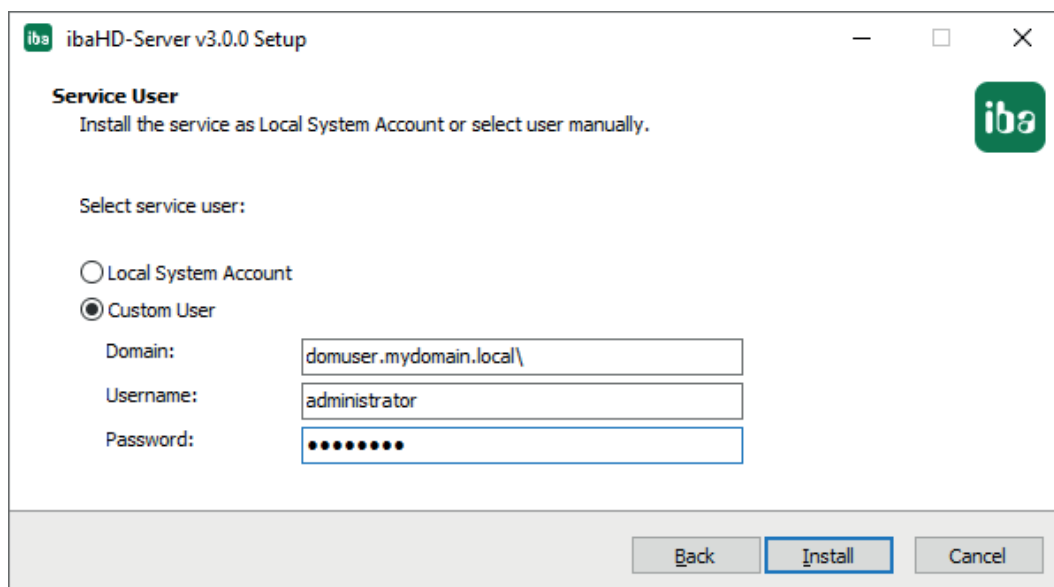 iba ibaHD-Server v3.0.0 Setup
Service User
Install the service as Local System Account or select user manually.
iba
Select service user:
Local System Account
Custom User
Domain: domuser.mydomain.local\
Username: administrator
Password: ••••••••
Back Install Cancel